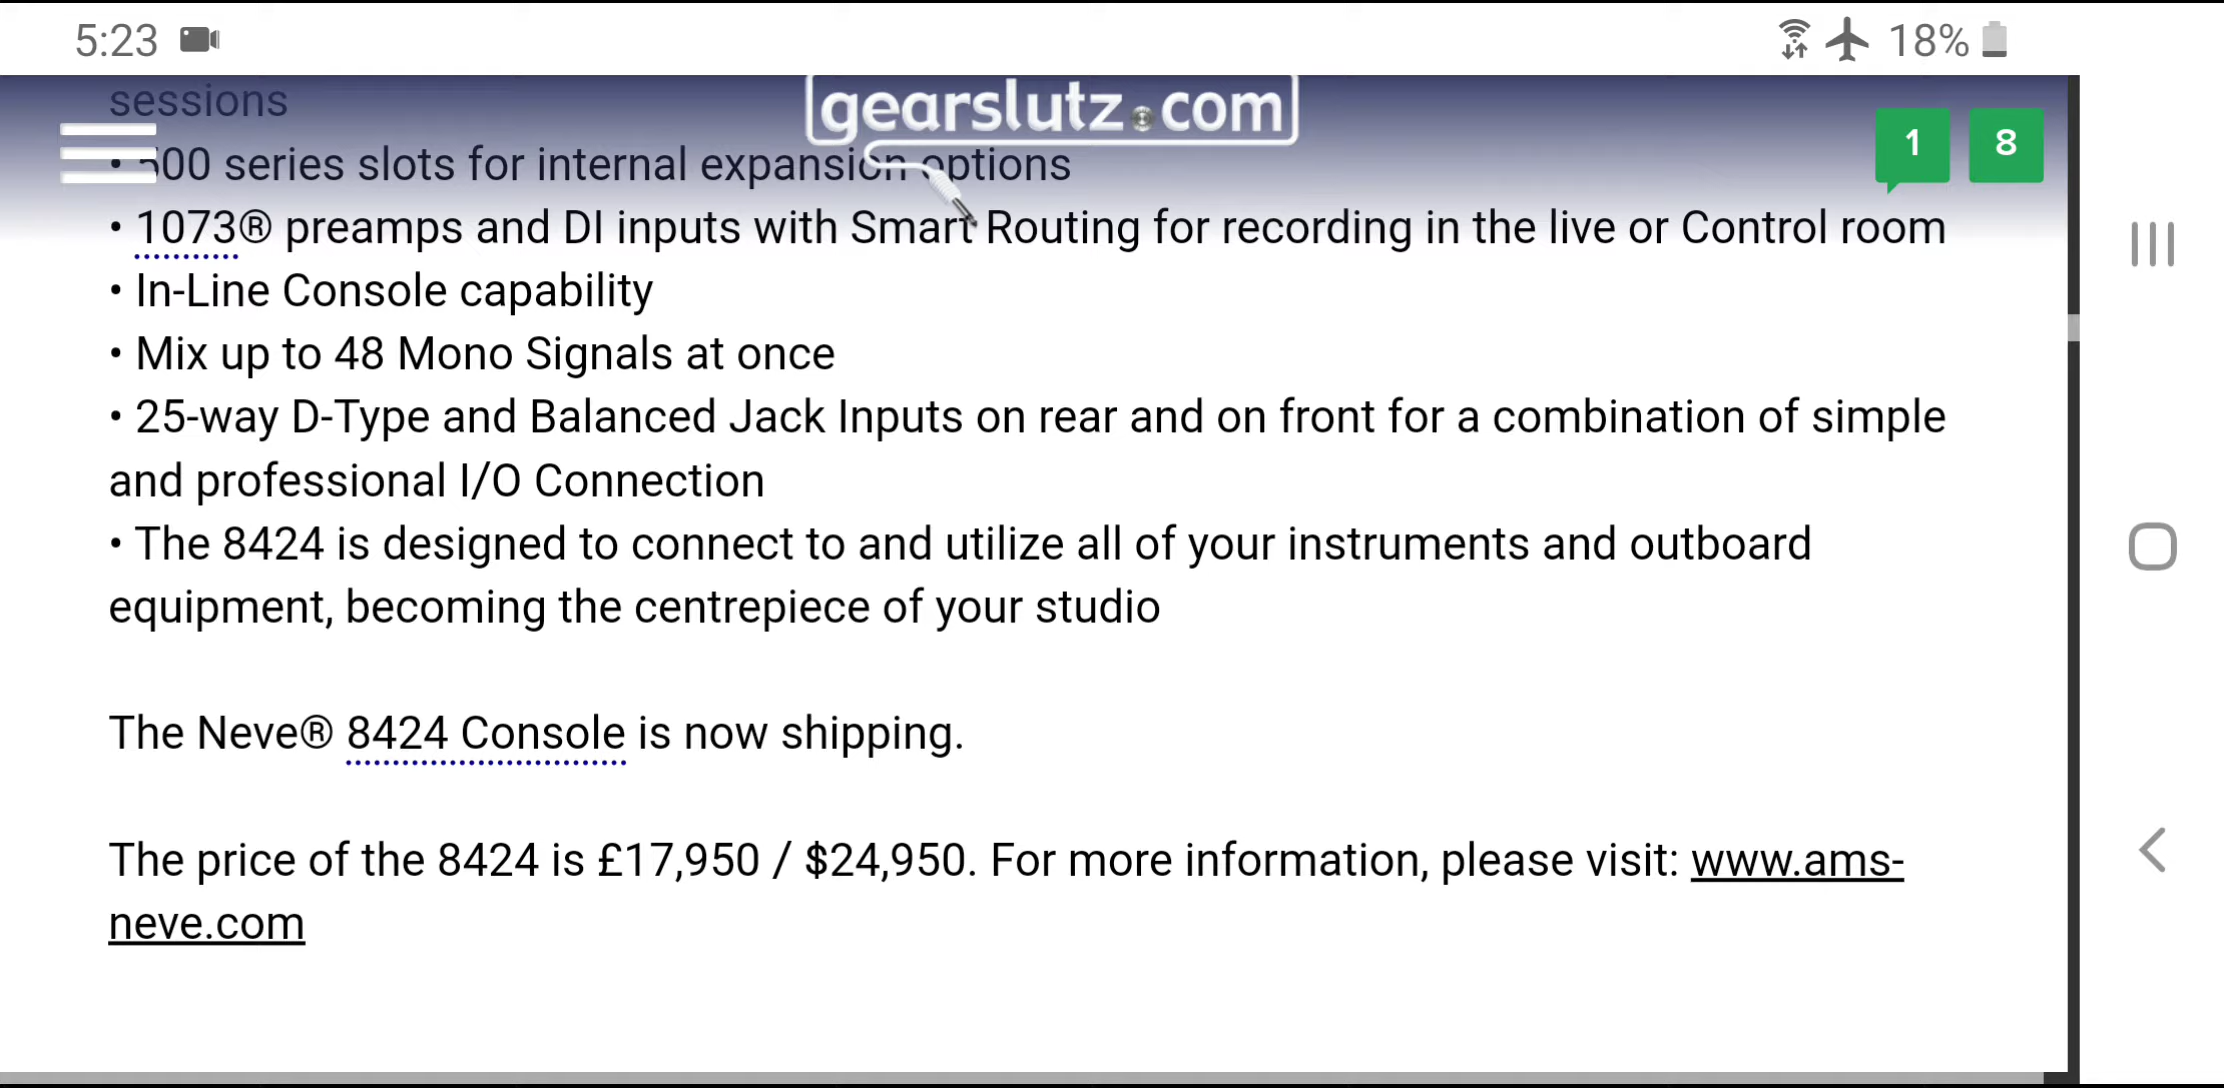 5:23
18%
sessions
gearslutz.com
1 8
• 500 series slots for internal expansion options
• 1073® preamps and DI inputs with Smart Routing for recording in the live or Control room
• In-Line Console capability
• Mix up to 48 Mono Signals at once
• 25-way D-Type and Balanced Jack Inputs on rear and on front for a combination of simple
and professional I/O Connection
• The 8424 is designed to connect to and utilize all of your instruments and outboard
equipment, becoming the centrepiece of your studio
The Neve® 8424 Console is now shipping.
The price of the 8424 is £17,950 / $24,950. For more information, please visit: www.ams-
neve.com